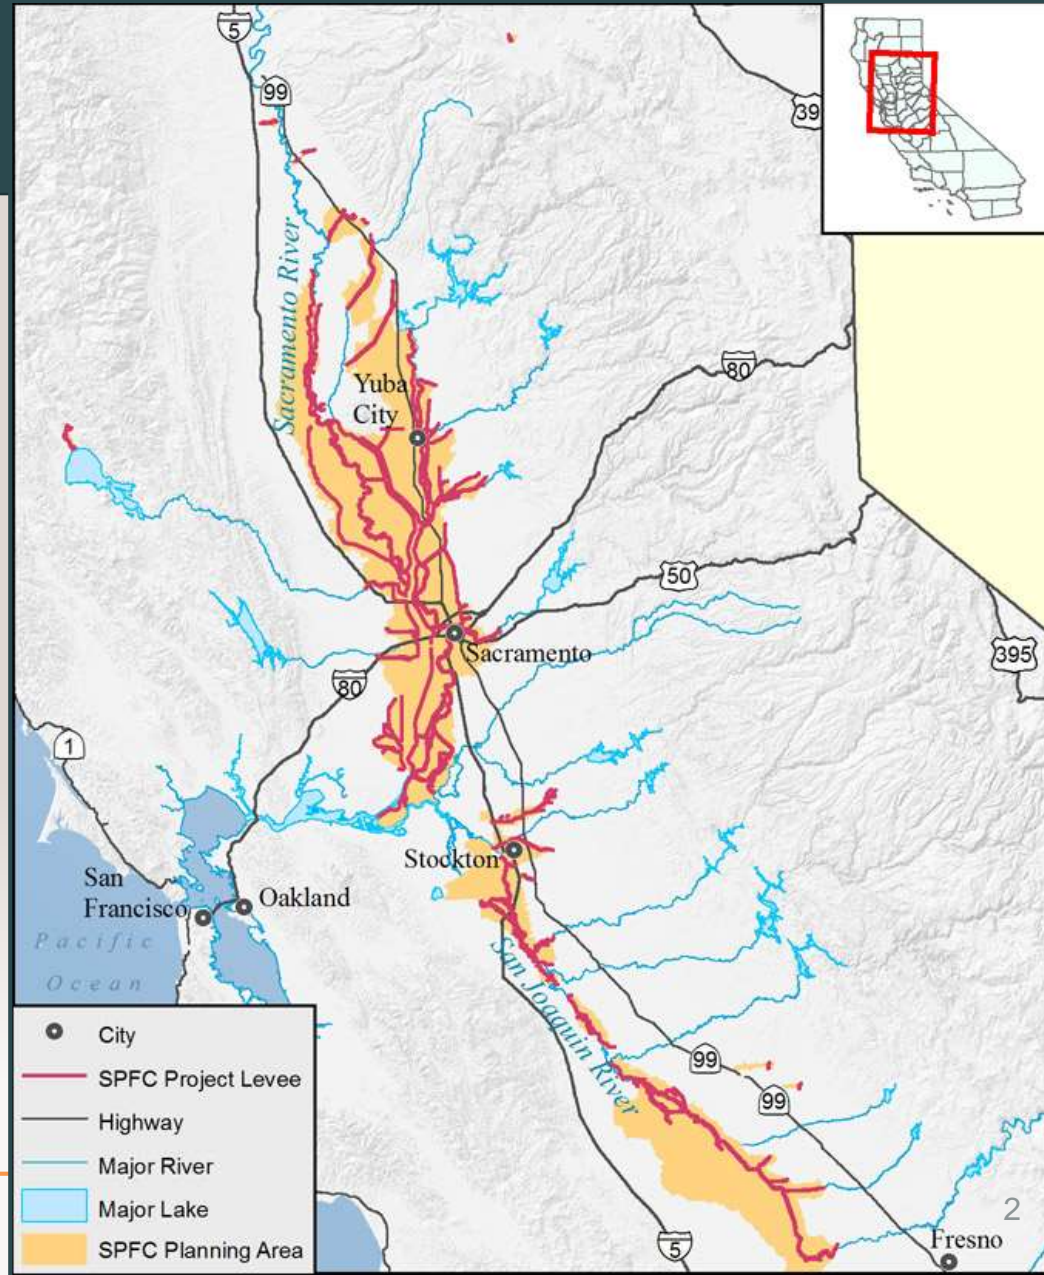 5
99
39
Sacramento River
80
Yuba
City
50
Sacramento
395
80
1
Stockton
San
Francisco
Oakland
Pacific
Ocean
San Joaquin River
99
99
5
Fresno
2
City
SPFC Project Levee
Highway
Major River
Major Lake
SPFC Planning Area